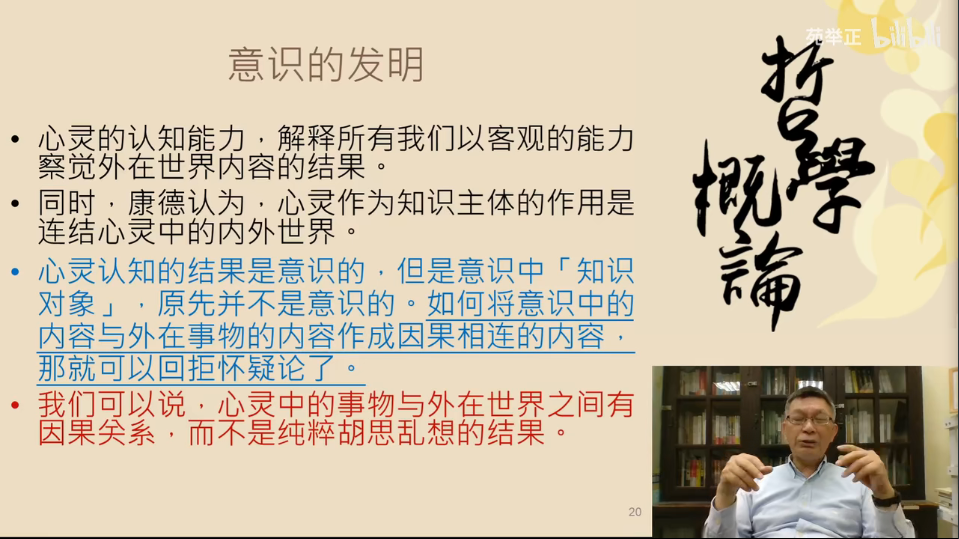 苑举正 bilibili
意识的发明
• 心灵的认知能力，解释所有我们以客观的能力
察觉外在世界内容的结果。
• 同时，康德认为，心灵作为知识主体的作用是
连结心灵中的内外世界。
• 心灵认知的结果是意识的，但是意识中「知识
对象」，原先并不是意识的。如何将意识中的
内容与外在事物的内容作成因果相连的内容，
那就可以回拒怀疑论了。
• 我们可以说，心灵中的事物与外在世界之间有
因果关系，而不是纯粹胡思乱想的结果。
哲學
概論
20